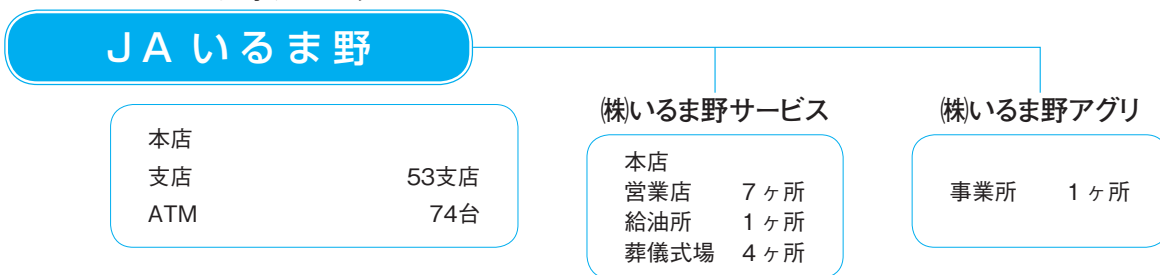 JAいるま野
本店
支店 53支店
ATM 74台
㈱いるま野サービス
本店
営業店 7ヶ所
給油所 1ヶ所
葬儀式場 4ヶ所
㈱いるま野アグリ
事業所 1ヶ所